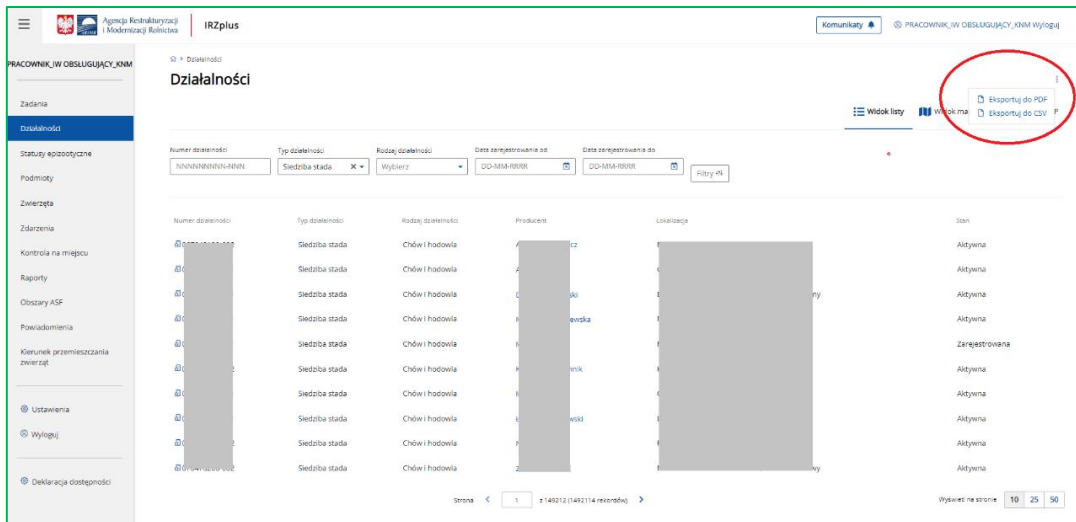 Agencja Restrukturyzacji
i Modernizacji Rolnictwa
IRZplus
Komunikaty
PRACOWNIK_IW OBSŁUGUJĄCY_KNM Wyloguj
PRACOWNIK_IW OBSŁUGUJĄCY_KNM
Działalności
Działalności
Eksportuj do PDF
Eksportuj do CSV
Widok listy
Zadania
Działalności
Statusy epizootyczne
Podmioty
Zwierzęta
Zdarzenia
Kontrola na miejscu
Raporty
Obszary ASF
Powiadomienia
Kierunek przemieszczania
zwierząt
Ustawienia
Wyloguj
Deklaracja dostępności
Numer działalności Typ działalności Rodzaj działalności Data zarejestrowania od Data zarejestrowania do
NNNNNNNNN-NNN Siedziba stada Wybierz DD-MM-RRRR DD-MM-RRRR Filtry
Numer działalności Typ działalności Rodzaj działalności Producent Lokalizacja Stan
Siedziba stada Chów i hodowla Aktywna
Siedziba stada Chów i hodowla Aktywna
Siedziba stada Chów i hodowla Aktywna
Siedziba stada Chów i hodowla Aktywna
Siedziba stada Chów i hodowla Zarejestrowana
Siedziba stada Chów i hodowla Aktywna
Siedziba stada Chów i hodowla Aktywna
Siedziba stada Chów i hodowla Aktywna
Siedziba stada Chów i hodowla Aktywna
Siedziba stada Chów i hodowla Aktywna
Strona 1 z 149212 (1492114 rekordów)
Wyświetl na stronie 10 25 50